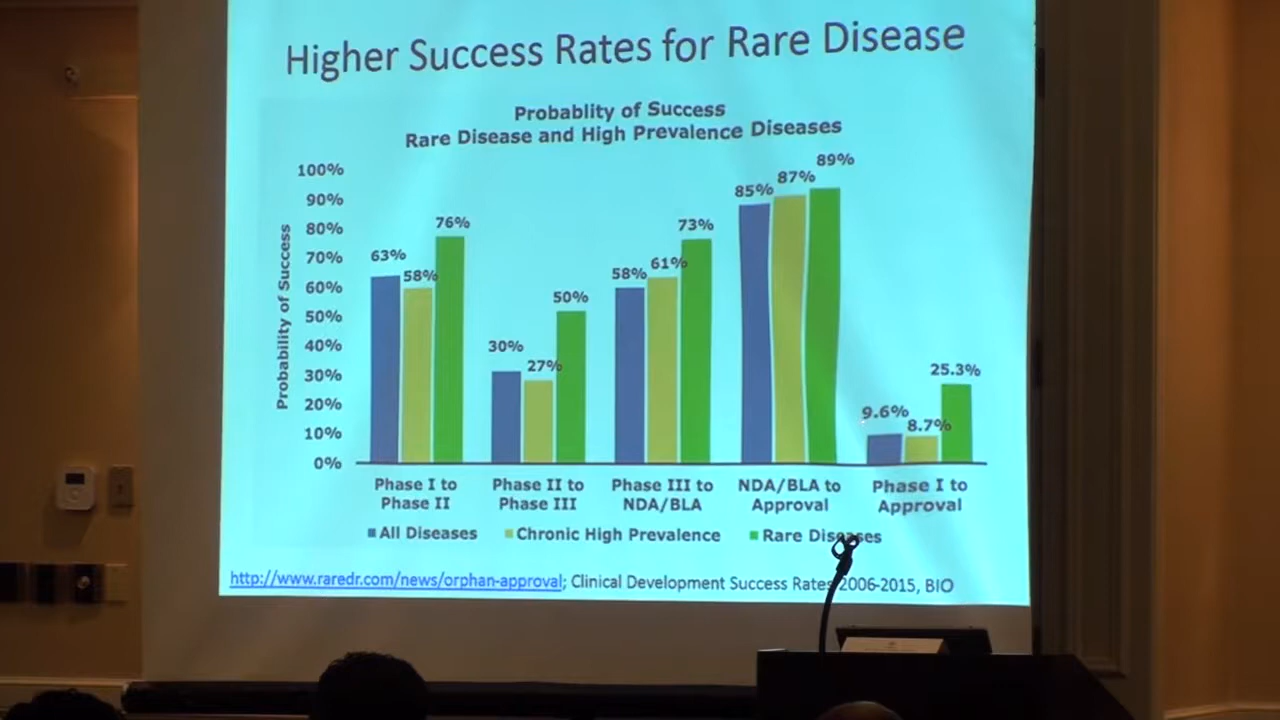 Higher Success Rates for Rare Disease
Probablity of Success
Rare Disease and High Prevalence Diseases
Probability of Success
100%
90%
80%
70%
60%
50%
40%
30%
20%
10%
0%
63%
58%
76%
30%
27%
50%
58%
61%
73%
85%
87%
89%
9.6%
8.7%
25.3%
Phase I to
Phase II
Phase II to
Phase III
Phase III to
NDA/BLA
NDA/BLA to
Approval
Phase I to
Approval
All Diseases
Chronic High Prevalence
Rare Diseases
http://www.raredr.com/news/orphan-approval; Clinical Development Success Rates 2006-2015, BIO